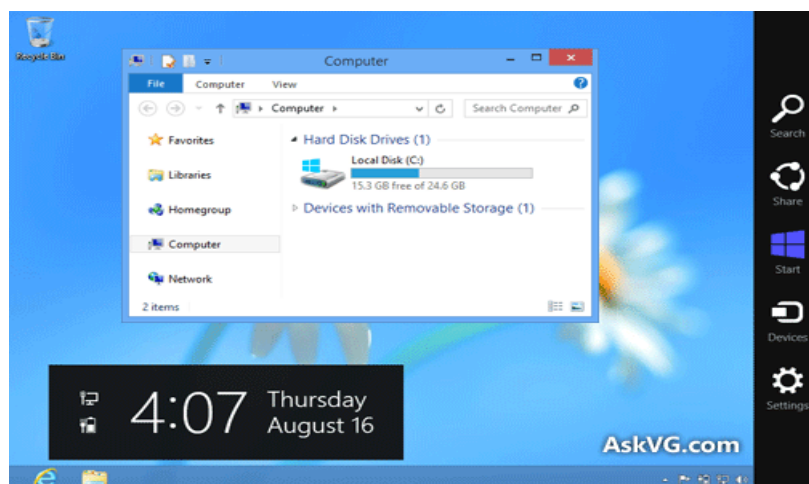 Recycle Bin
Computer
File Computer View
Computer
Search Computer
Favorites
Libraries
Homegroup
Computer
Network
Hard Disk Drives (1)
Local Disk (C:)
15.3 GB free of 24.6 GB
Devices with Removable Storage (1)
2 items
Search
Share
Start
Devices
Settings
4:07
Thursday
August 16
AskVG.com